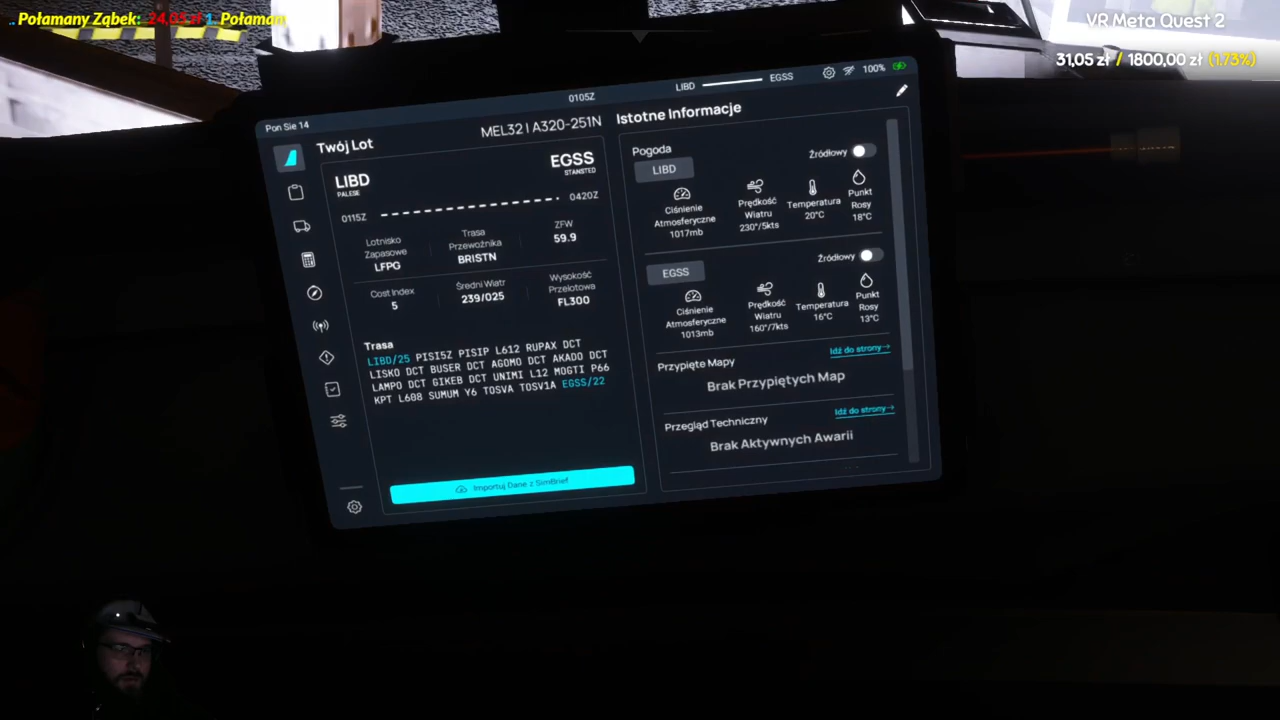 Połamany Ząbek: 24,05 zł 1. Połaman
VR Meta Quest 2
31,05 zł / 1800,00 zł (1.73%)
Pon Sie 14
0105Z
LIBD
EGSS
100%
Twój Lot
MEL32 | A320-251N
LIBD
PALESE
EGSS
STANSTED
0115Z
0420Z
Lotnisko
Zapasowe
LFPG
Trasa
Przewoźnika
BRISTN
ZFW
59.9
Cost Index
5
Średni Wiatr
239/025
Wysokość
Przelotowa
FL300
Trasa
LIBD/25 PISI5Z PISIP L612 RUPAX DCT
LISKO DCT BUSER DCT AGOMO DCT AKADO DCT
LAMPO DCT GIKEB DCT UNIMI L12 MOGTI P66
KPT L608 SUMUM Y6 TOSVA TOSV1A EGSS/22
Importuj Dane z SimBrief
Istotne Informacje
Pogoda
Źródłowy
LIBD
Ciśnienie
Atmosferyczne
1017mb
Prędkość
Wiatru
230°/5kts
Temperatura
20°C
Punkt
Rosy
18°C
Źródłowy
EGSS
Ciśnienie
Atmosferyczne
1013mb
Prędkość
Wiatru
160°/7kts
Temperatura
16°C
Punkt
Rosy
13°C
Przypięte Mapy
Idź do strony
Brak Przypiętych Map
Przegląd Techniczny
Idź do strony
Brak Aktywnych Awarii